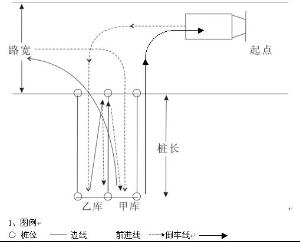 路宽
起点
桩长
乙库 甲库
1、图例
桩位 边线 前进线 倒车线